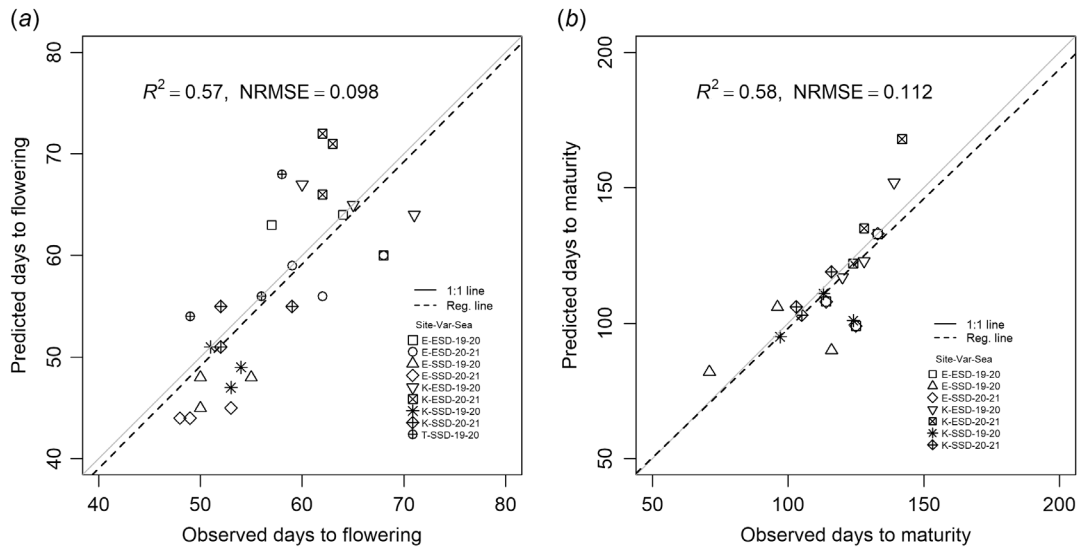 (a)
R² = 0.57, NRMSE = 0.098
Predicted days to flowering
80
70
60
50
40
1:1 line
Reg. line
Site-Var-Sea
E-ESD-19-20
E-ESD-20-21
E-SSD-19-20
E-SSD-20-21
K-ESD-19-20
K-ESD-20-21
K-SSD-19-20
K-SSD-20-21
T-SSD-19-20
40 50 60 70 80
Observed days to flowering
(b)
R² = 0.58, NRMSE = 0.112
Predicted days to maturity
200
150
100
50
1:1 line
Reg. line
Site-Var-Sea
E-ESD-19-20
E-SSD-19-20
E-SSD-20-21
K-ESD-19-20
K-ESD-20-21
K-SSD-19-20
K-SSD-20-21
50 100 150 200
Observed days to maturity